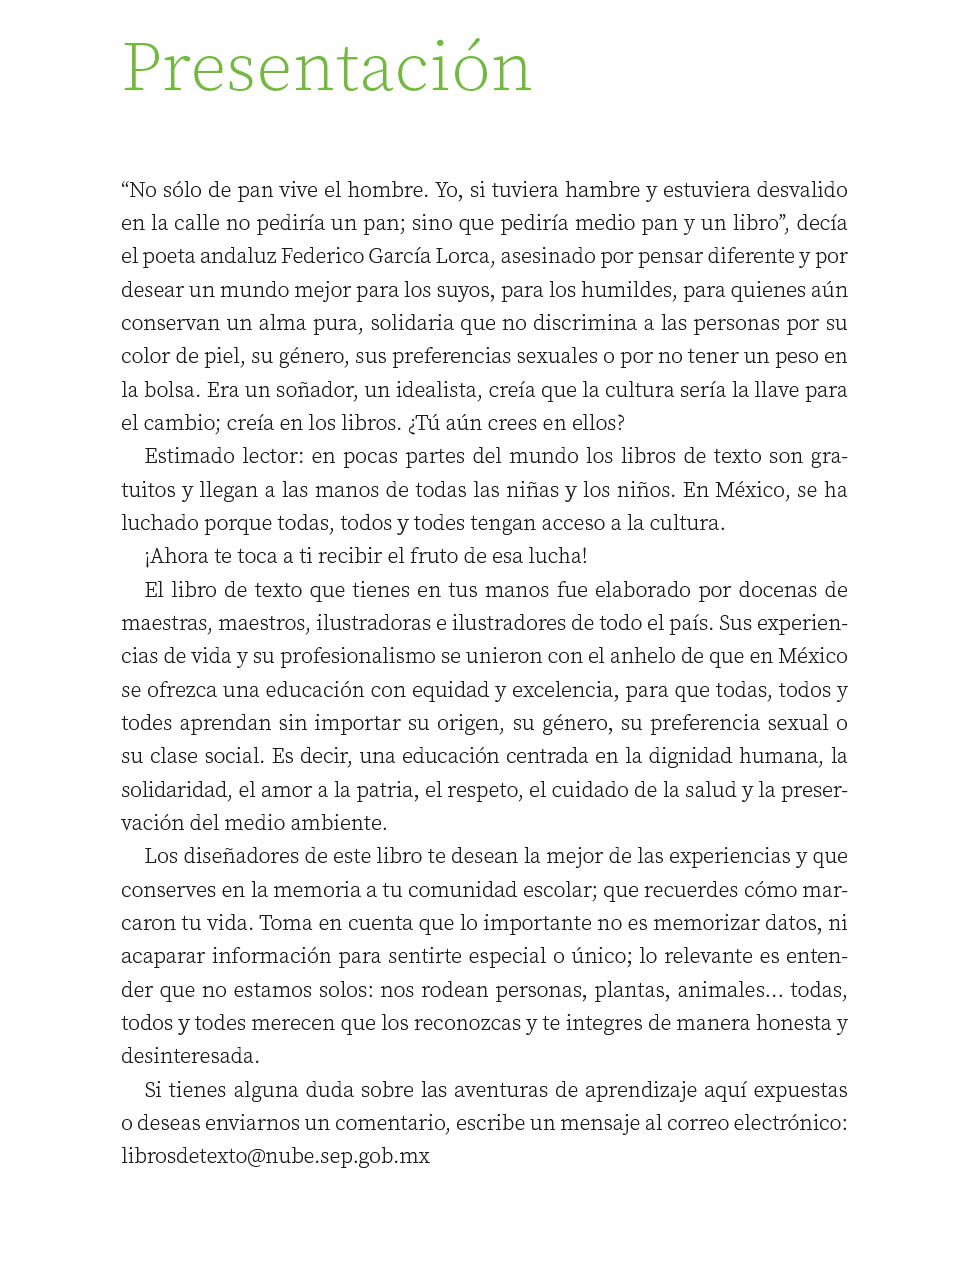 Presentación
“No sólo de pan vive el hombre. Yo, si tuviera hambre y estuviera desvalido
en la calle no pediría un pan; sino que pediría medio pan y un libro”, decía
el poeta andaluz Federico García Lorca, asesinado por pensar diferente y por
desear un mundo mejor para los suyos, para los humildes, para quienes aún
conservan un alma pura, solidaria que no discrimina a las personas por su
color de piel, su género, sus preferencias sexuales o por no tener un peso en
la bolsa. Era un soñador, un idealista, creía que la cultura sería la llave para
el cambio; creía en los libros. ¿Tú aún crees en ellos?
Estimado lector: en pocas partes del mundo los libros de texto son gra-
tuitos y llegan a las manos de todas las niñas y los niños. En México, se ha
luchado porque todas, todos y todes tengan acceso a la cultura.
¡Ahora te toca a ti recibir el fruto de esa lucha!
El libro de texto que tienes en tus manos fue elaborado por docenas de
maestras, maestros, ilustradoras e ilustradores de todo el país. Sus experien-
cias de vida y su profesionalismo se unieron con el anhelo de que en México
se ofrezca una educación con equidad y excelencia, para que todas, todos y
todes aprendan sin importar su origen, su género, su preferencia sexual o
su clase social. Es decir, una educación centrada en la dignidad humana, la
solidaridad, el amor a la patria, el respeto, el cuidado de la salud y la preser-
vación del medio ambiente.
Los diseñadores de este libro te desean la mejor de las experiencias y que
conserves en la memoria a tu comunidad escolar; que recuerdes cómo mar-
caron tu vida. Toma en cuenta que lo importante no es memorizar datos, ni
acaparar información para sentirte especial o único; lo relevante es enten-
der que no estamos solos: nos rodean personas, plantas, animales... todas,
todos y todes merecen que los reconozcas y te integres de manera honesta y
desinteresada.
Si tienes alguna duda sobre las aventuras de aprendizaje aquí expuestas
o deseas enviarnos un comentario, escribe un mensaje al correo electrónico:
librosdetexto@nube.sep.gob.mx